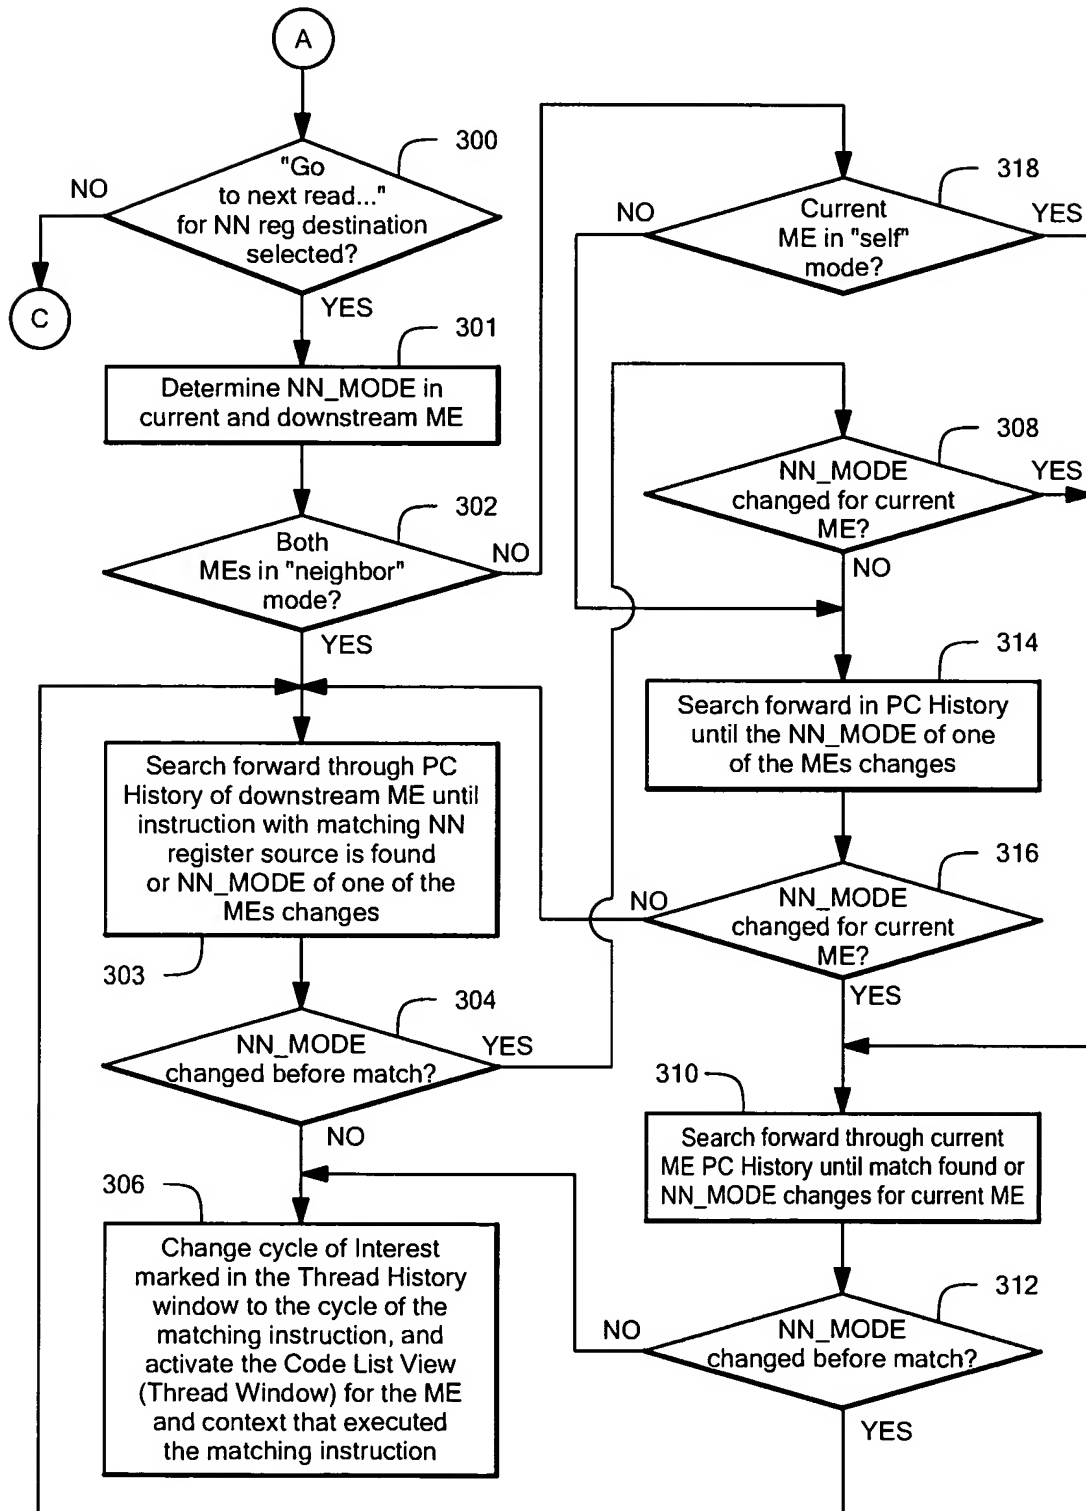 A
300
"Go
to next read..."
for NN reg destination
selected?
NO
C
YES
301
Determine NN_MODE in
current and downstream ME
302
Both
MEs in "neighbor"
mode?
NO
YES
Search forward through PC
History of downstream ME until
instruction with matching NN
register source is found
or NN_MODE of one of the
MEs changes
303
304
NN_MODE
changed before match?
YES
NO
306
Change cycle of Interest
marked in the Thread History
window to the cycle of the
matching instruction, and
activate the Code List View
(Thread Window) for the ME
and context that executed
the matching instruction
318
Current
ME in "self"
mode?
NO
YES
308
NN_MODE
changed for current
ME?
YES
NO
314
Search forward in PC History
until the NN_MODE of one
of the MEs changes
316
NN_MODE
changed for current
ME?
NO
YES
310
Search forward through current
ME PC History until match found or
NN_MODE changes for current ME
312
NN_MODE
changed before match?
NO
YES